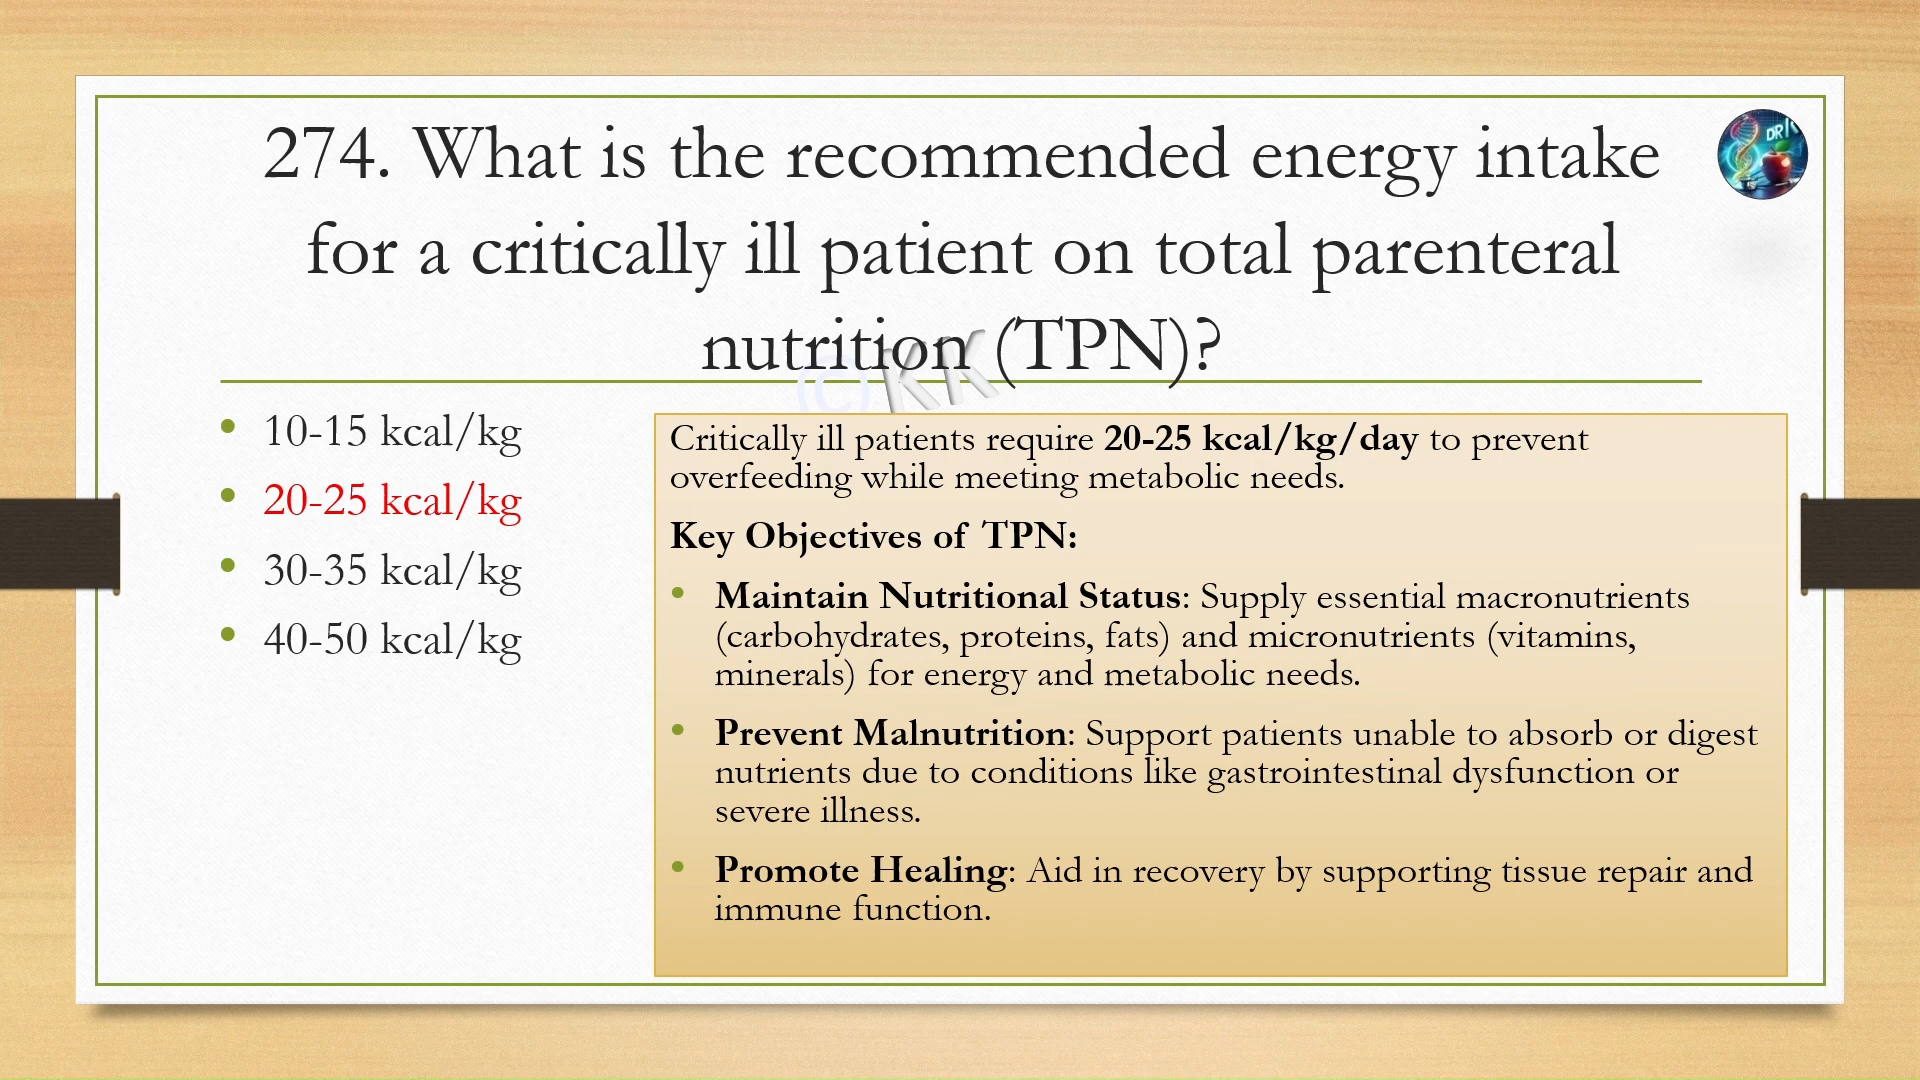 274. What is the recommended energy intake
for a critically ill patient on total parenteral
nutrition (TPN)?
©KK
DR
• 10-15 kcal/kg
• 20-25 kcal/kg
• 30-35 kcal/kg
• 40-50 kcal/kg
Critically ill patients require 20-25 kcal/kg/day to prevent
overfeeding while meeting metabolic needs.
Key Objectives of TPN:
• Maintain Nutritional Status: Supply essential macronutrients
(carbohydrates, proteins, fats) and micronutrients (vitamins,
minerals) for energy and metabolic needs.
• Prevent Malnutrition: Support patients unable to absorb or digest
nutrients due to conditions like gastrointestinal dysfunction or
severe illness.
• Promote Healing: Aid in recovery by supporting tissue repair and
immune function.